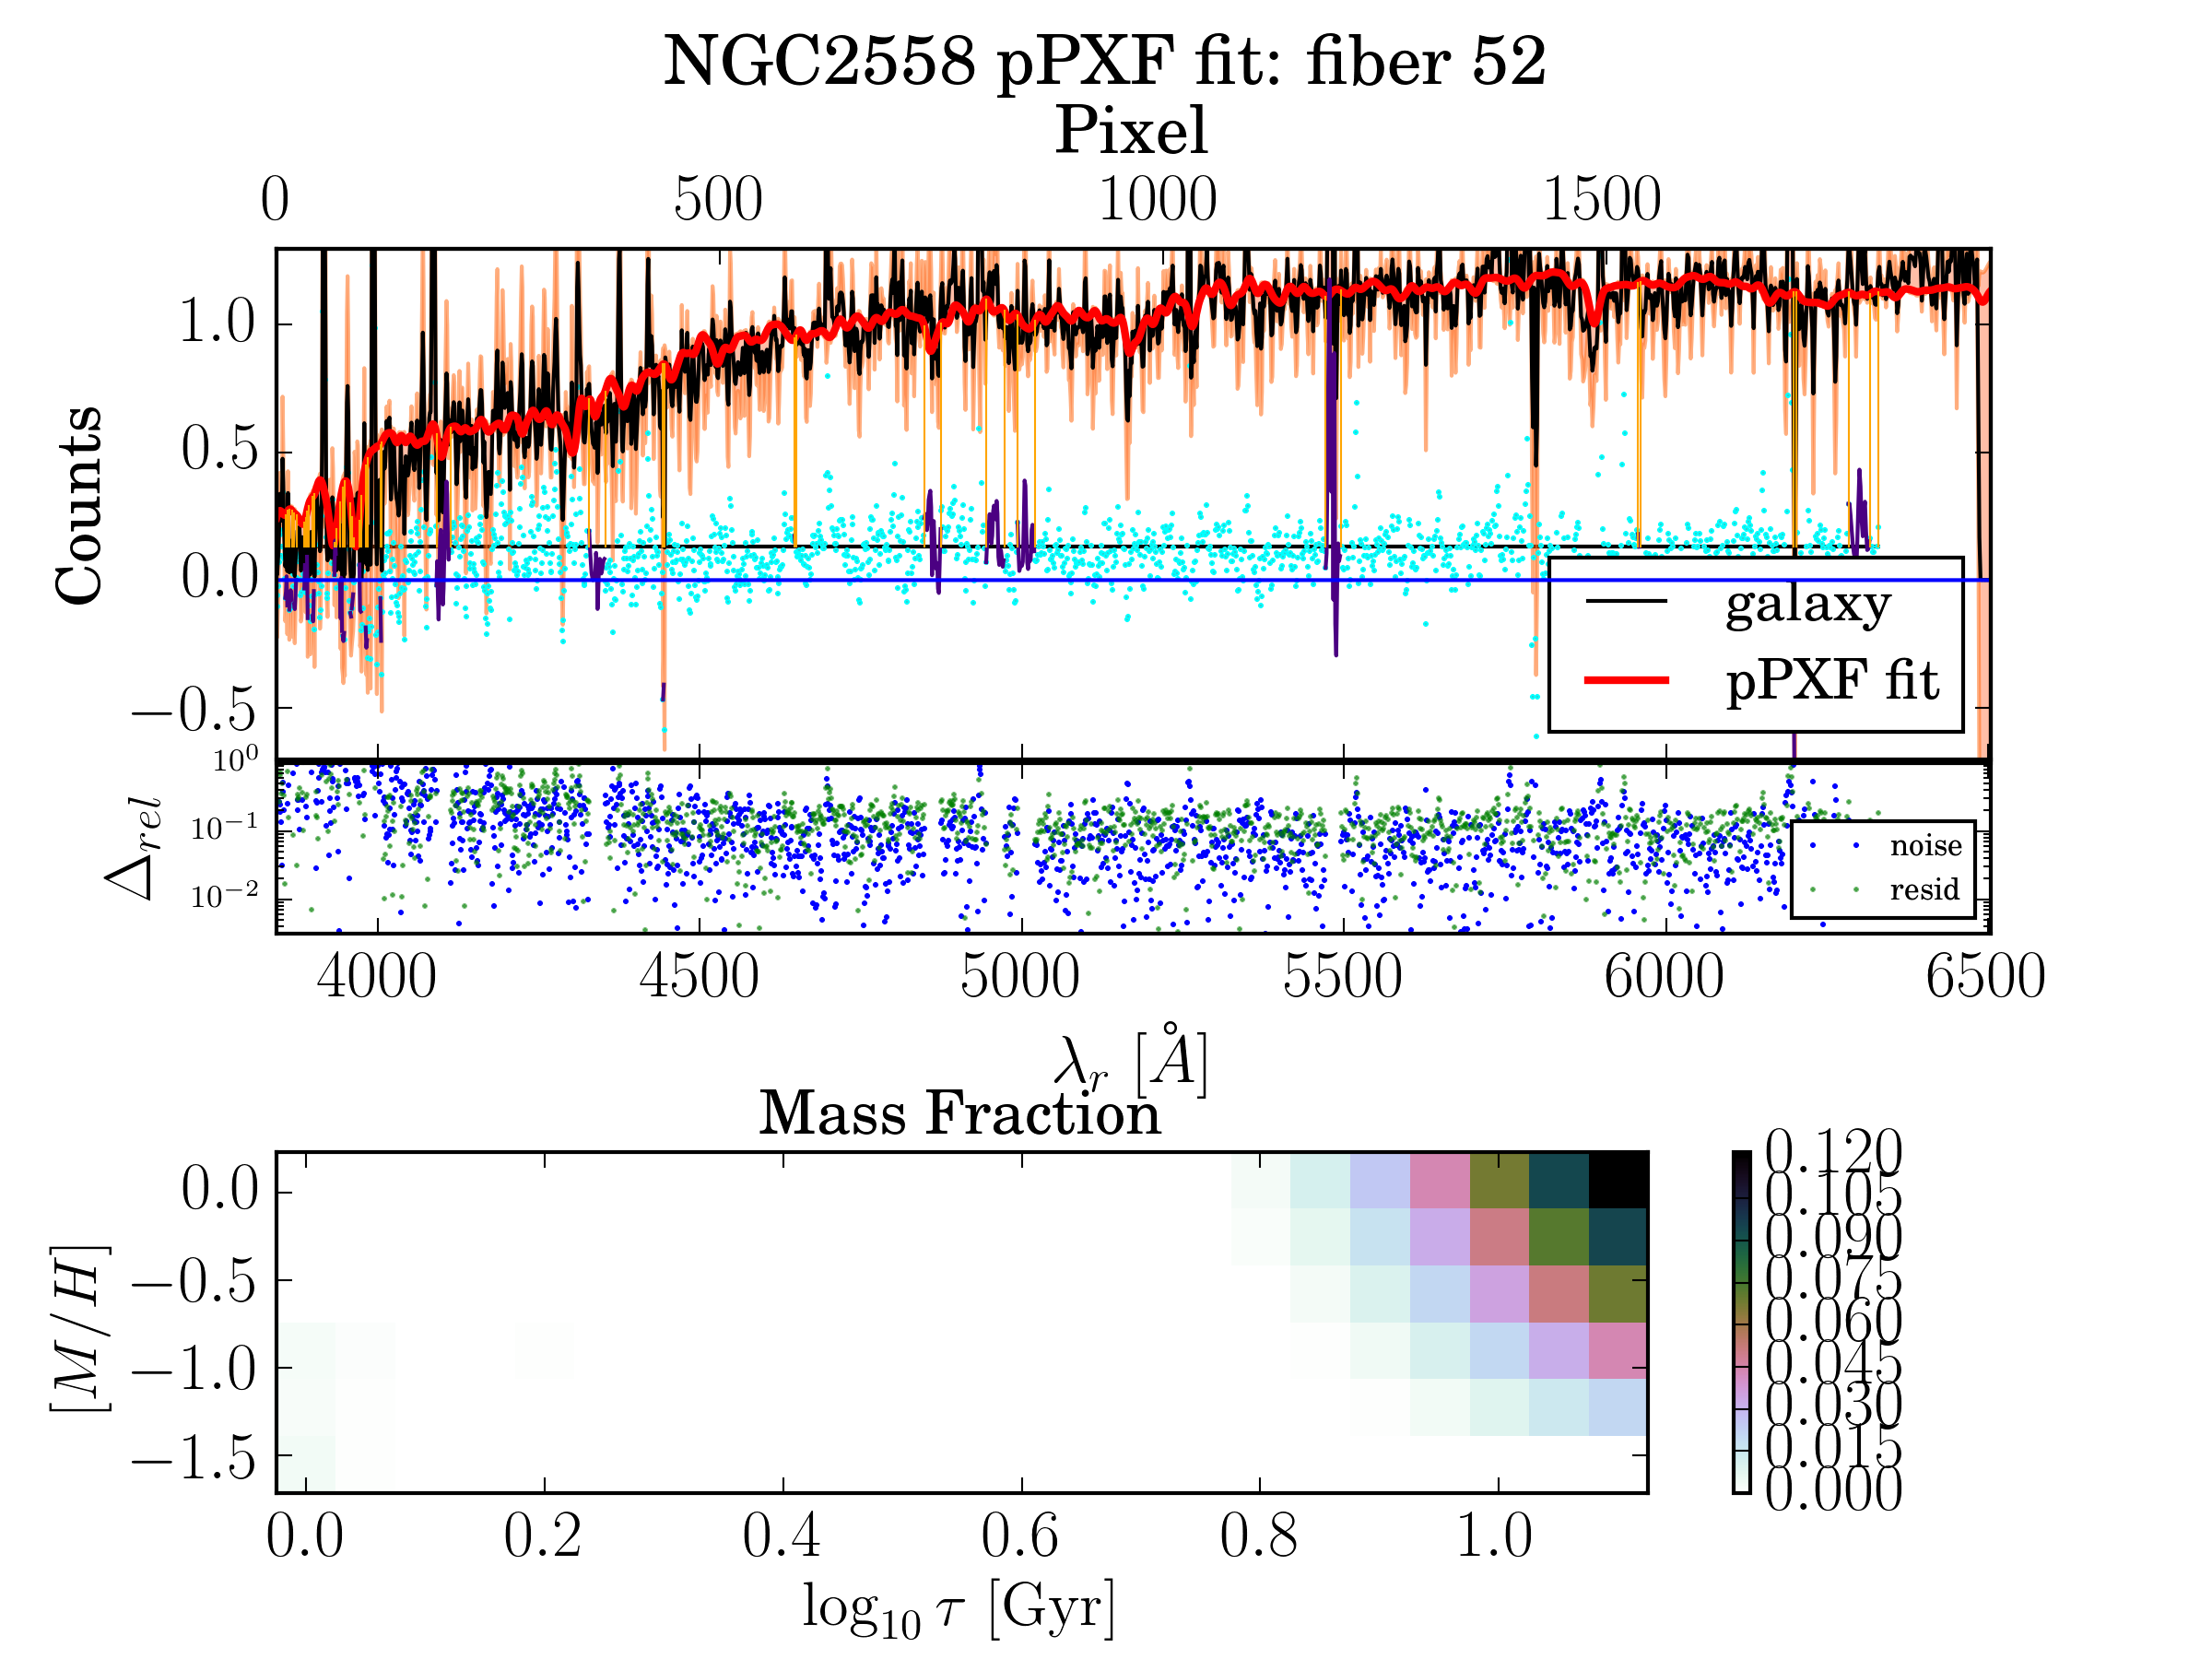 NGC2558 pPXF fit: fiber 52
Pixel
0 500 1000 1500
Counts
1.0
0.5
0.0
−0.5
galaxy
pPXF fit
Δrel
10⁰
10⁻¹
10⁻²
noise
resid
4000 4500 5000 5500 6000 6500
λr [Å]
Mass Fraction
[M/H]
0.0
−0.5
−1.0
−1.5
0.0 0.2 0.4 0.6 0.8 1.0
log₁₀ τ [Gyr]
0.120
0.105
0.090
0.075
0.060
0.045
0.030
0.015
0.000